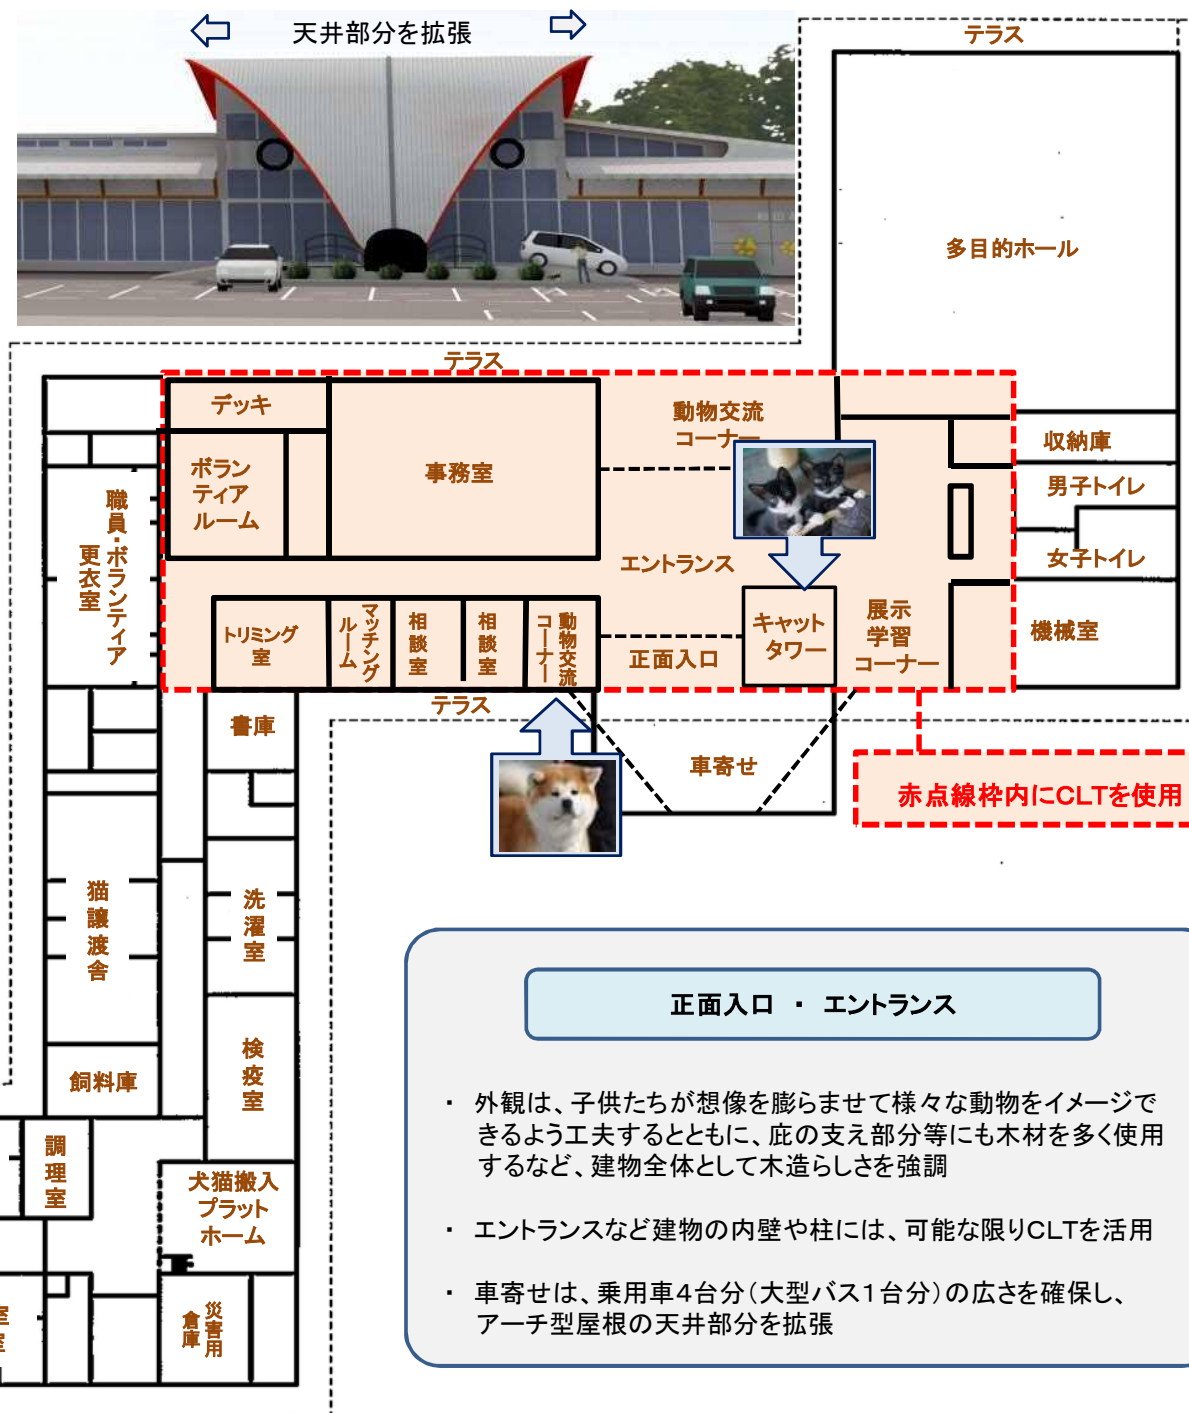 天井部分を拡張
テラス
多目的ホール
テラス
デッキ
動物交流
コーナー
収納庫
ボラン
ティア
ルーム
事務室
男子トイレ
職員・ボランティア
更衣室
エントランス
女子トイレ
トリミング
室
マッチング
ルーム
相談室
相談室
動物交流
コーナー
正面入口
キャット
タワー
展示
学習
コーナー
機械室
テラス
書庫
車寄せ
赤点線枠内にCLTを使用
猫譲渡舎
洗濯室
検疫室
飼料庫
調理室
犬猫搬入
プラット
ホーム
災害用
倉庫
室
正面入口 ・ エントランス
・ 外観は、子供たちが想像を膨らませて様々な動物をイメージで
きるよう工夫するとともに、庇の支え部分等にも木材を多く使用
するなど、建物全体として木造らしさを強調
・ エントランスなど建物の内壁や柱には、可能な限りCLTを活用
・ 車寄せは、乗用車4台分(大型バス1台分)の広さを確保し、
アーチ型屋根の天井部分を拡張